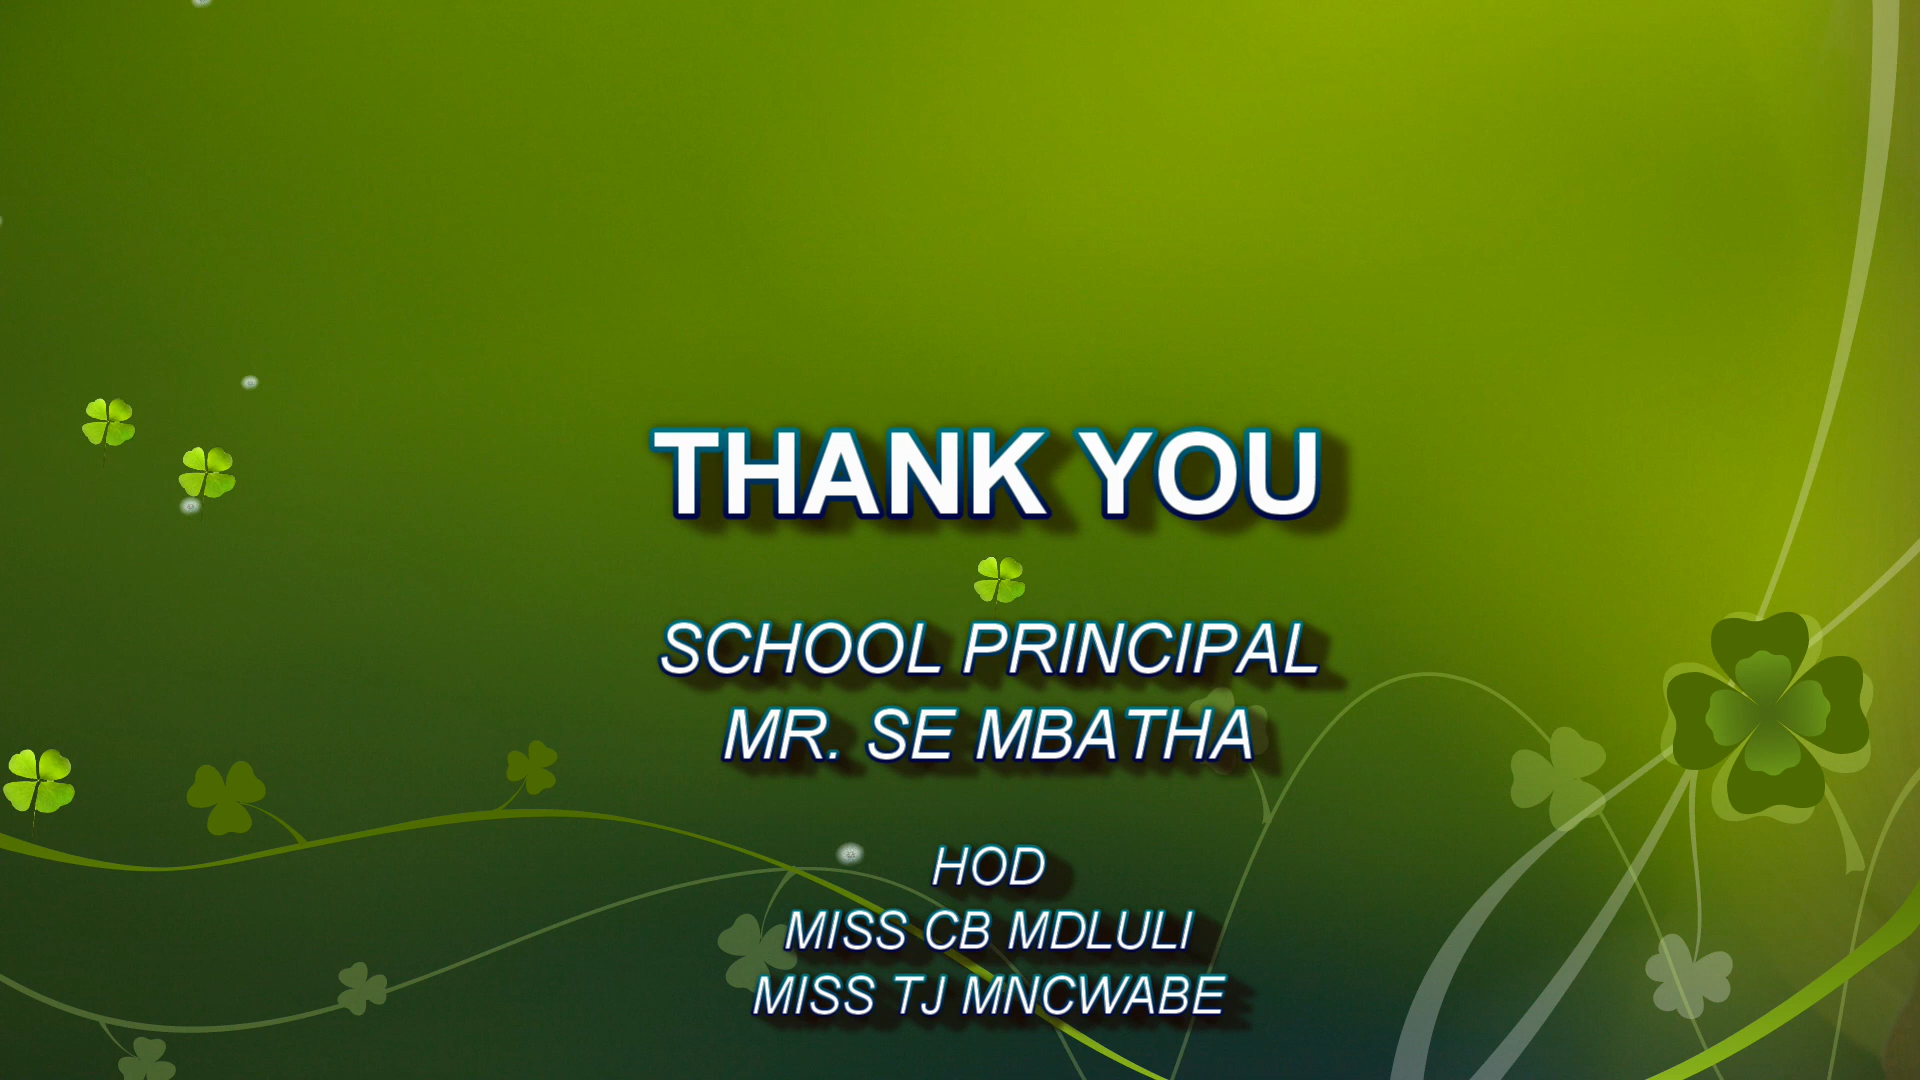 THANK YOU
SCHOOL PRINCIPAL
MR. SE MBATHA
HOD
MISS CB MDLULI
MISS TJ MNCWABE